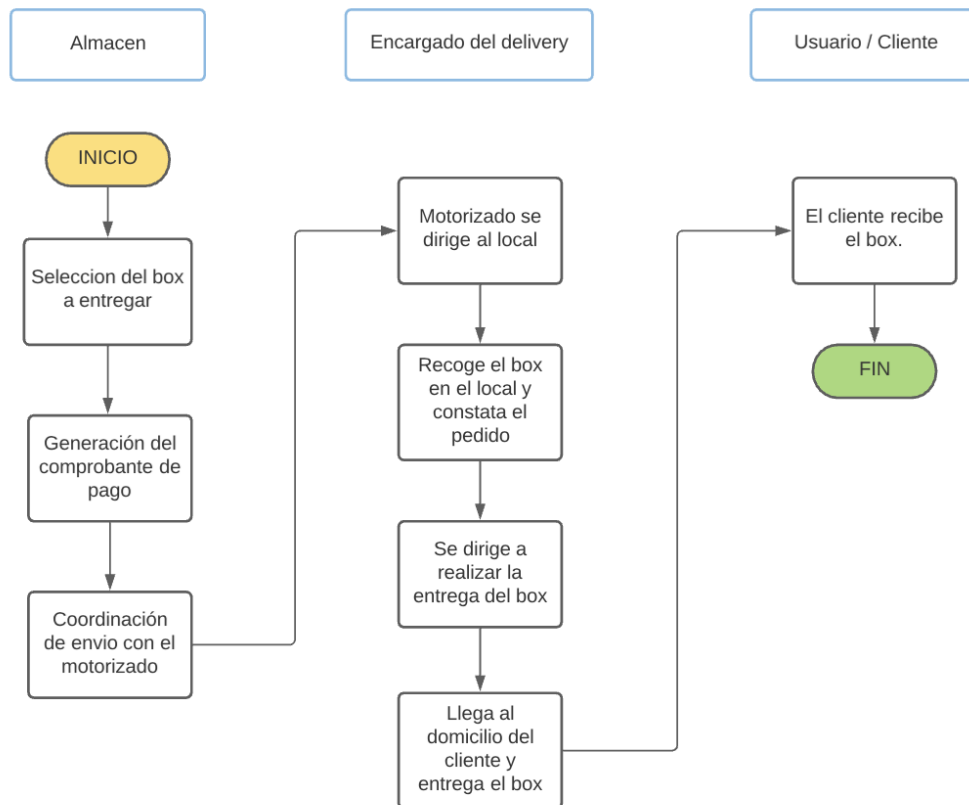 Almacen
Encargado del delivery
Usuario / Cliente
INICIO
Seleccion del box
a entregar
Generación del
comprobante de
pago
Coordinación
de envio con el
motorizado
Motorizado se
dirige al local
Recoge el box
en el local y
constata el
pedido
Se dirige a
realizar la
entrega del box
Llega al
domicilio del
cliente y
entrega el box
El cliente recibe
el box.
FIN